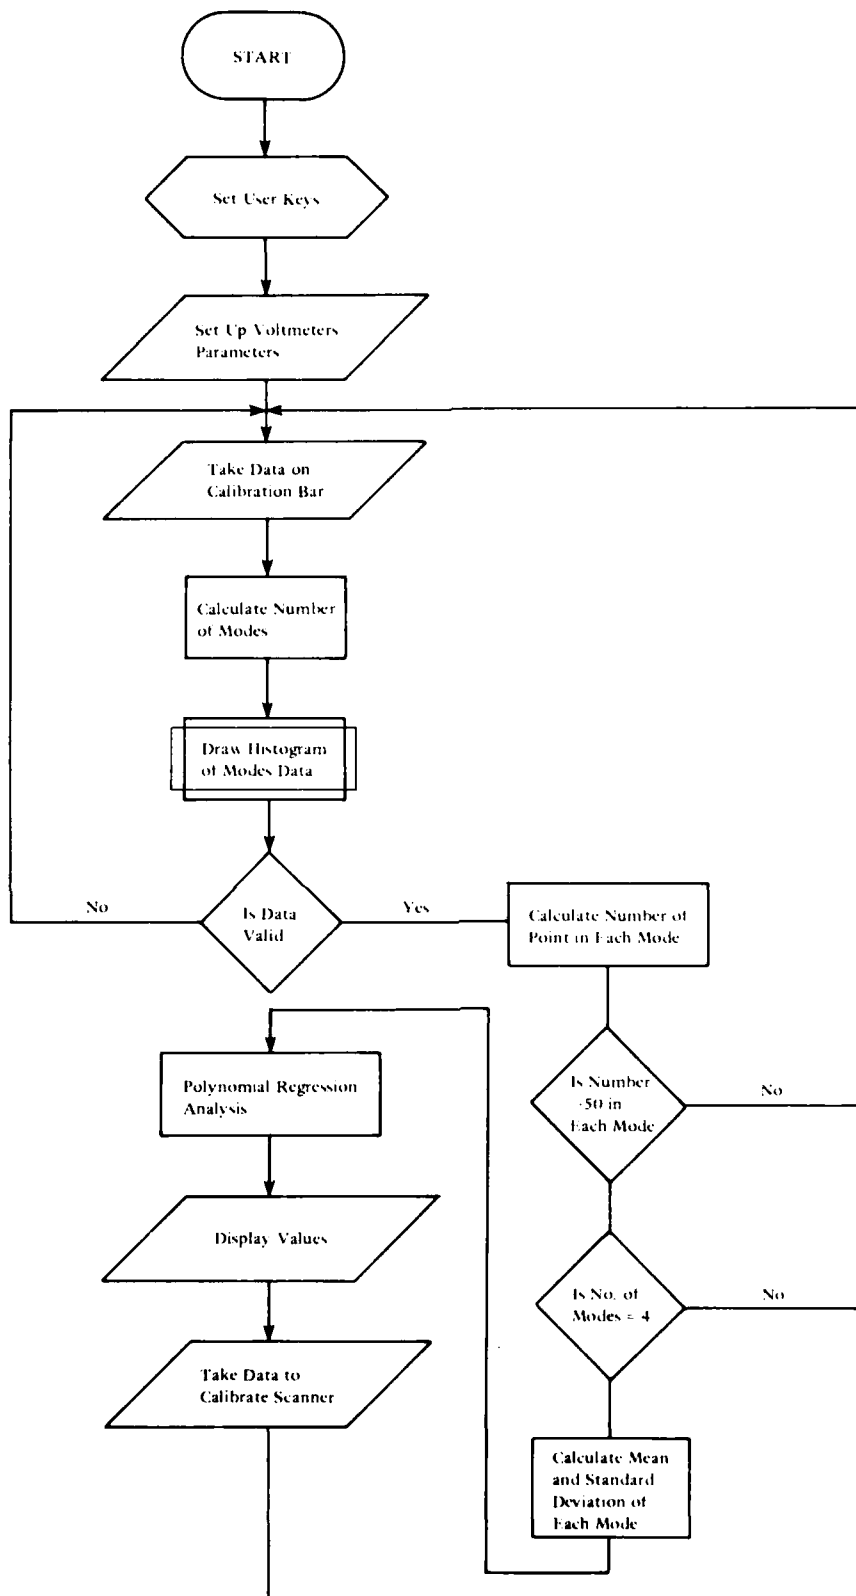 START
Set User Keys
Set Up Voltmeters
Parameters
Take Data on
Calibration Bar
Calculate Number
of Modes
Draw Histogram
of Modes Data
No
Is Data
Valid
Yes
Calculate Number of
Point in Each Mode
Is Number
50 in
Each Mode
No
Polynomial Regression
Analysis
Display Values
Is No. of
Modes = 4
No
Take Data to
Calibrate Scanner
Calculate Mean
and Standard
Deviation of
Each Mode